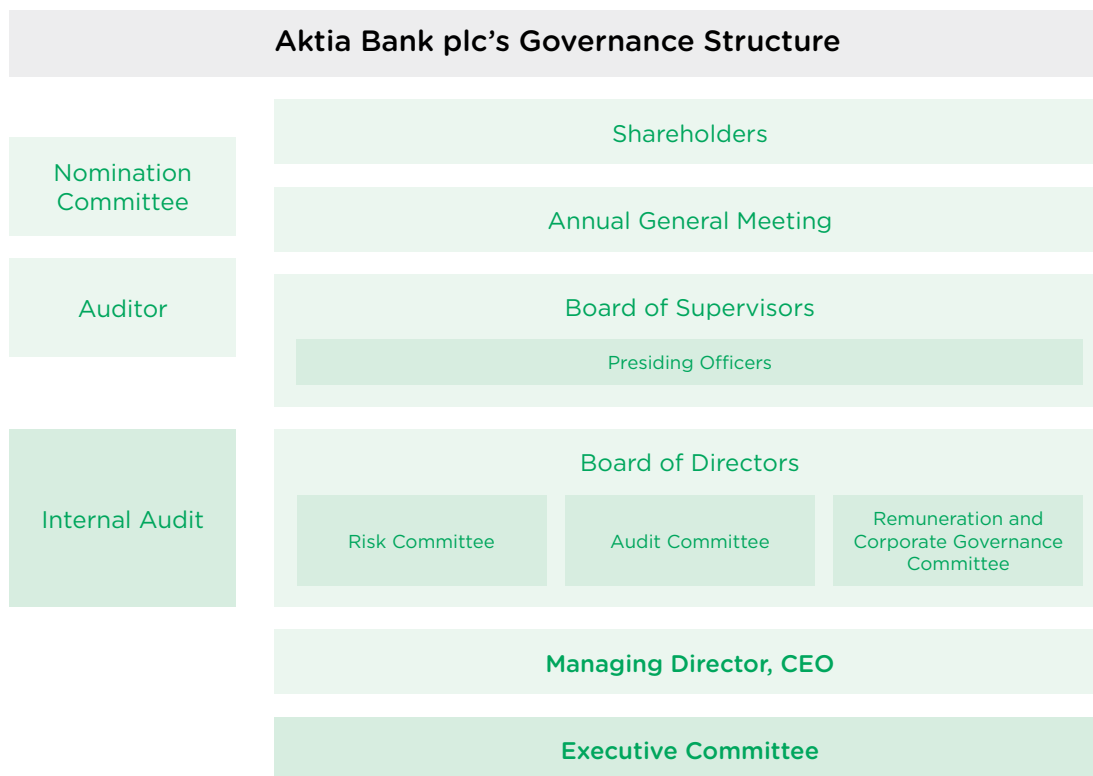 Aktia Bank plc’s Governance Structure
Shareholders
Nomination
Committee
Annual General Meeting
Auditor
Board of Supervisors
Presiding Officers
Internal Audit
Board of Directors
Risk Committee
Audit Committee
Remuneration and
Corporate Governance
Committee
Managing Director, CEO
Executive Committee